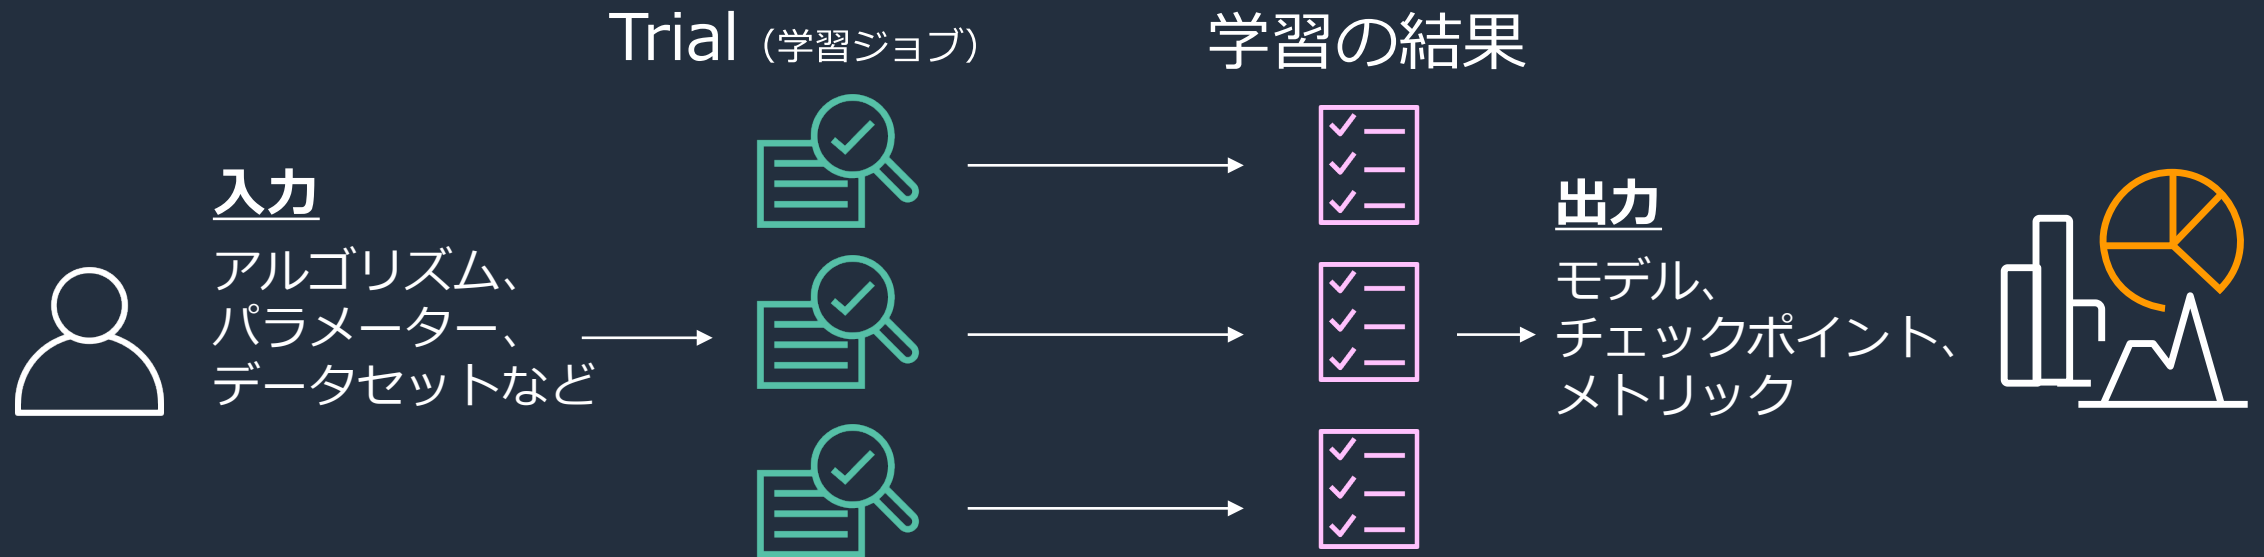 Trial（学習ジョブ）
学習の結果
入力
アルゴリズム、
パラメーター、
データセットなど
出力
モデル、
チェックポイント、
メトリック